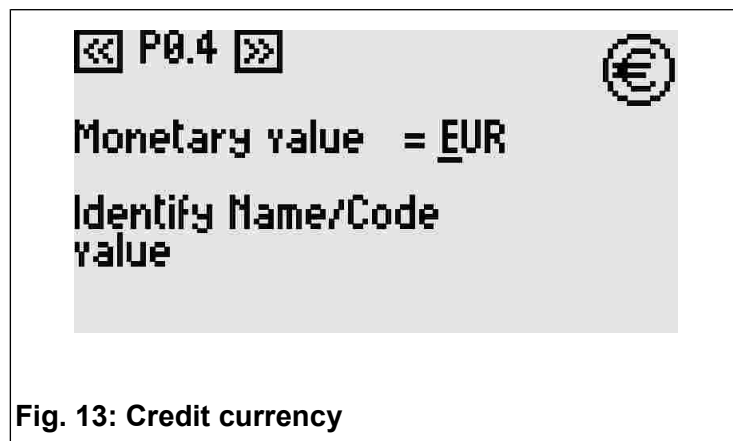 << P0.4 >>
€
Monetary value = EUR
Identify Name/Code
value
Fig. 13: Credit currency